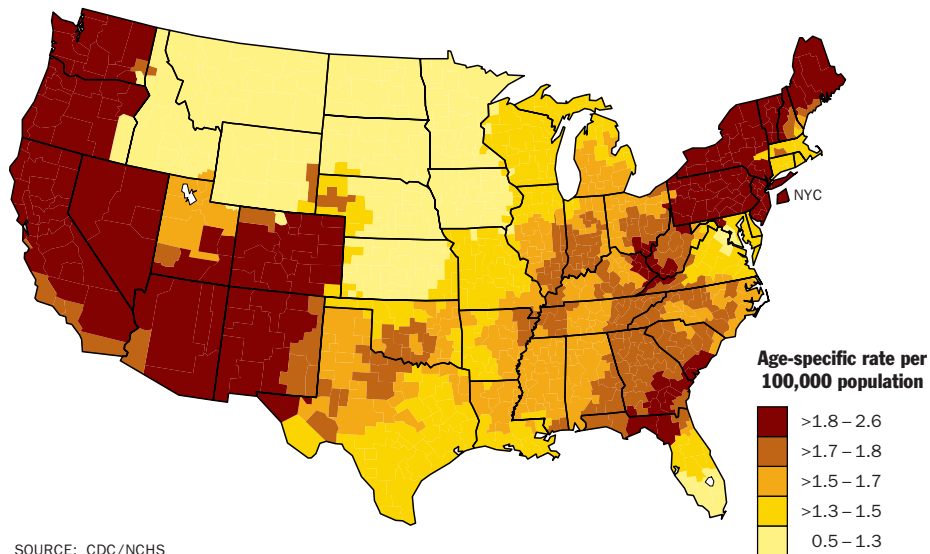 NYC
Age-specific rate per
100,000 population
>1.8 – 2.6
>1.7 – 1.8
>1.5 – 1.7
>1.3 – 1.5
0.5 – 1.3
SOURCE: CDC/NCHS